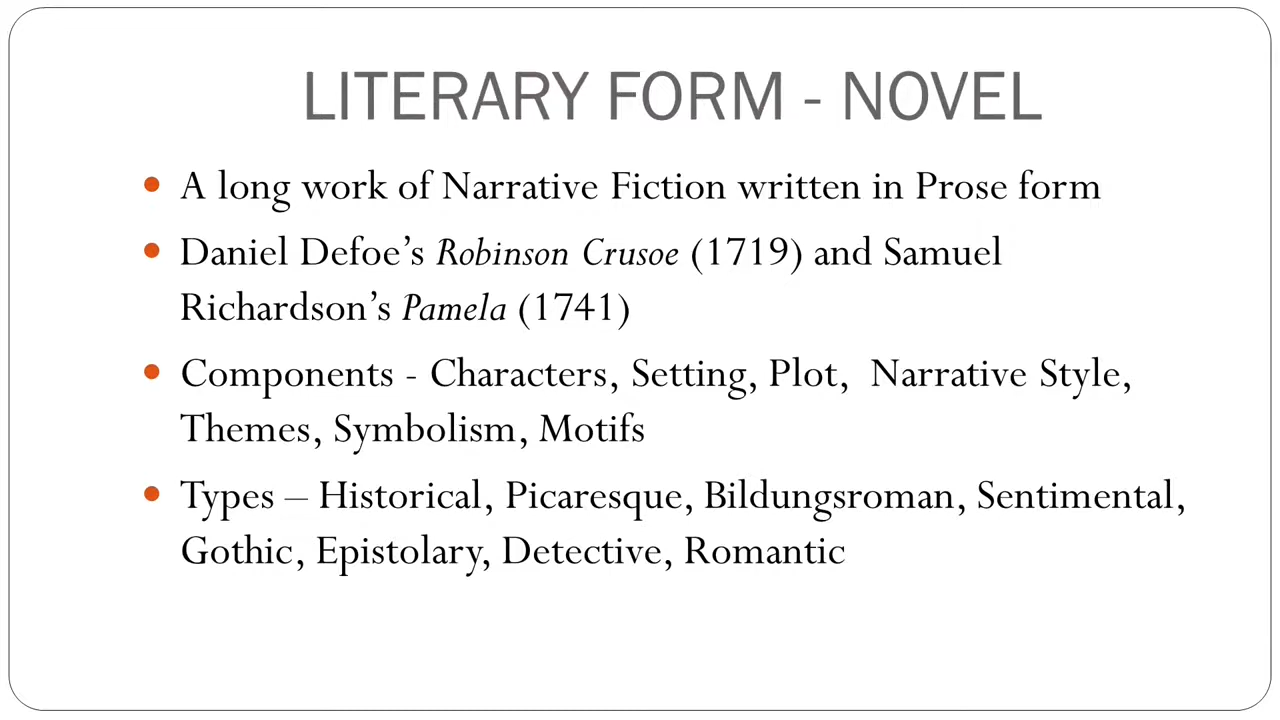 LITERARY FORM - NOVEL
• A long work of Narrative Fiction written in Prose form
• Daniel Defoe’s Robinson Crusoe (1719) and Samuel
Richardson’s Pamela (1741)
• Components - Characters, Setting, Plot,  Narrative Style,
Themes, Symbolism, Motifs
• Types – Historical, Picaresque, Bildungsroman, Sentimental,
Gothic, Epistolary, Detective, Romantic